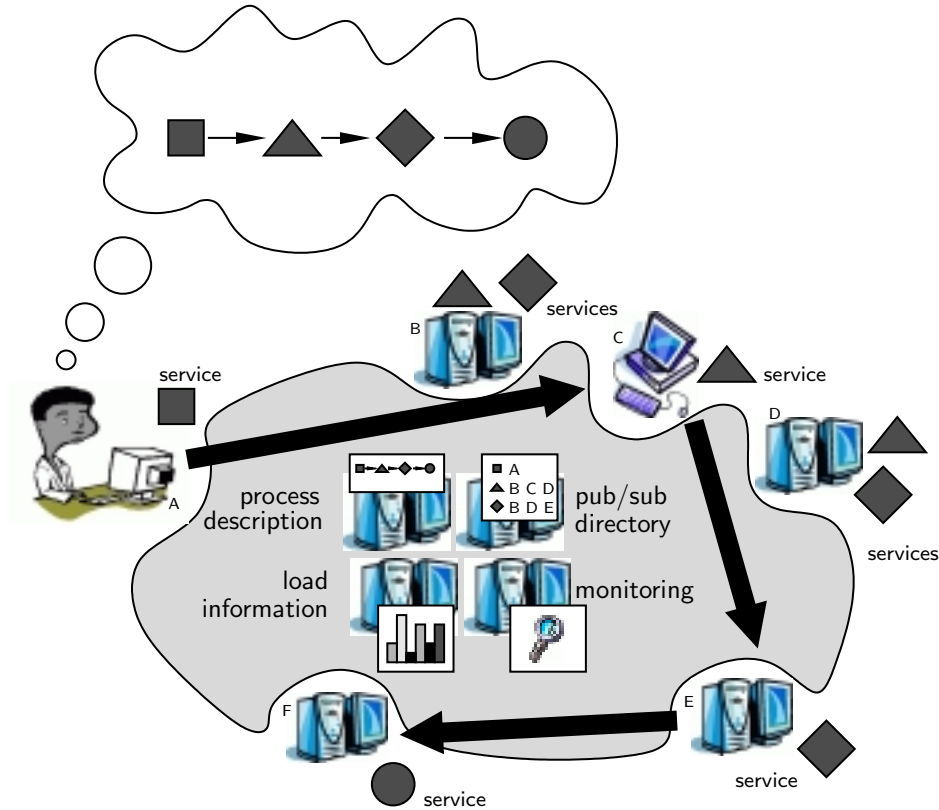 B
services
C
service
service
D
A
process
description
A
B C D
B D E
pub/sub
directory
services
load
information
monitoring
F
E
service
service